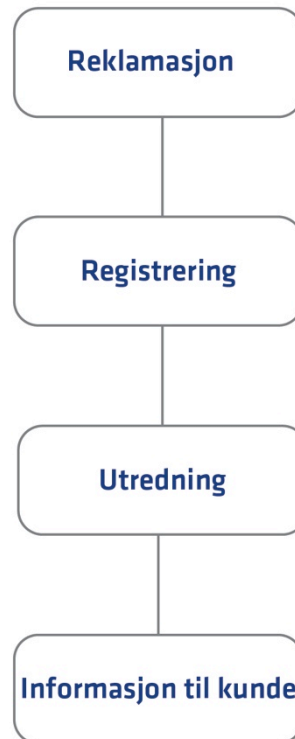 Reklamasjon
Registrering
Utredning
Informasjon til kunde